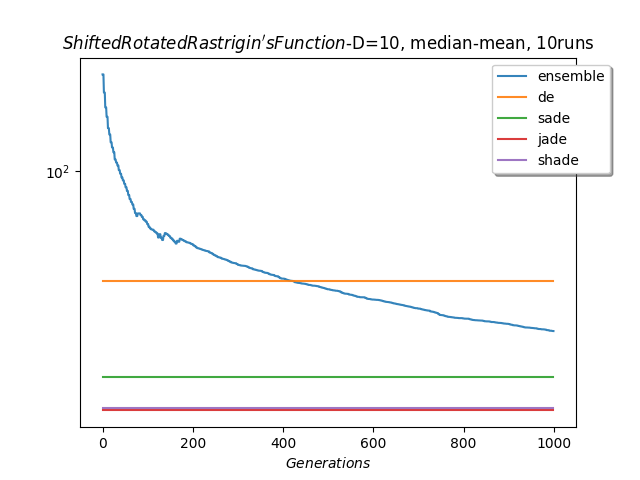 ShiftedRotatedRastrigin'sFunction-D=10, median-mean, 10runs
ensemble
de
sade
jade
shade
10²
0 200 400 600 800 1000
Generations